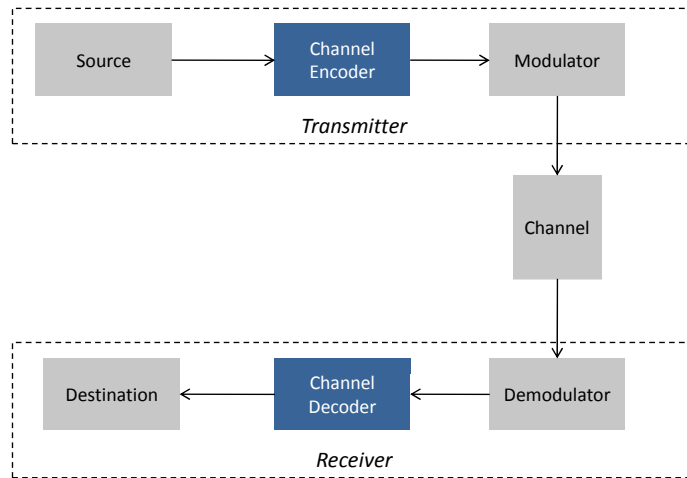 Source
Channel
Encoder
Modulator
Transmitter
Channel
Destination
Channel
Decoder
Demodulator
Receiver